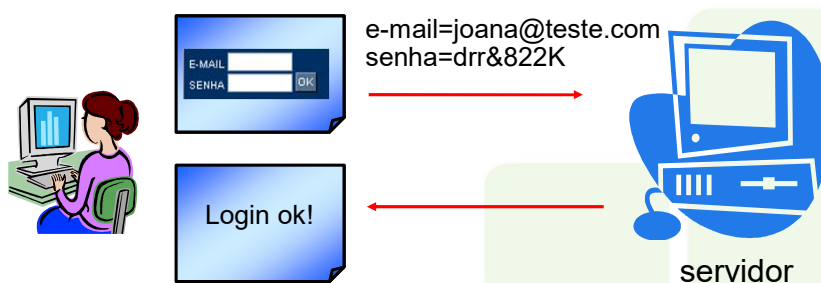 e-mail=joana@teste.com
senha=drr&822K
E-MAIL
SENHA OK
Login ok!
servidor